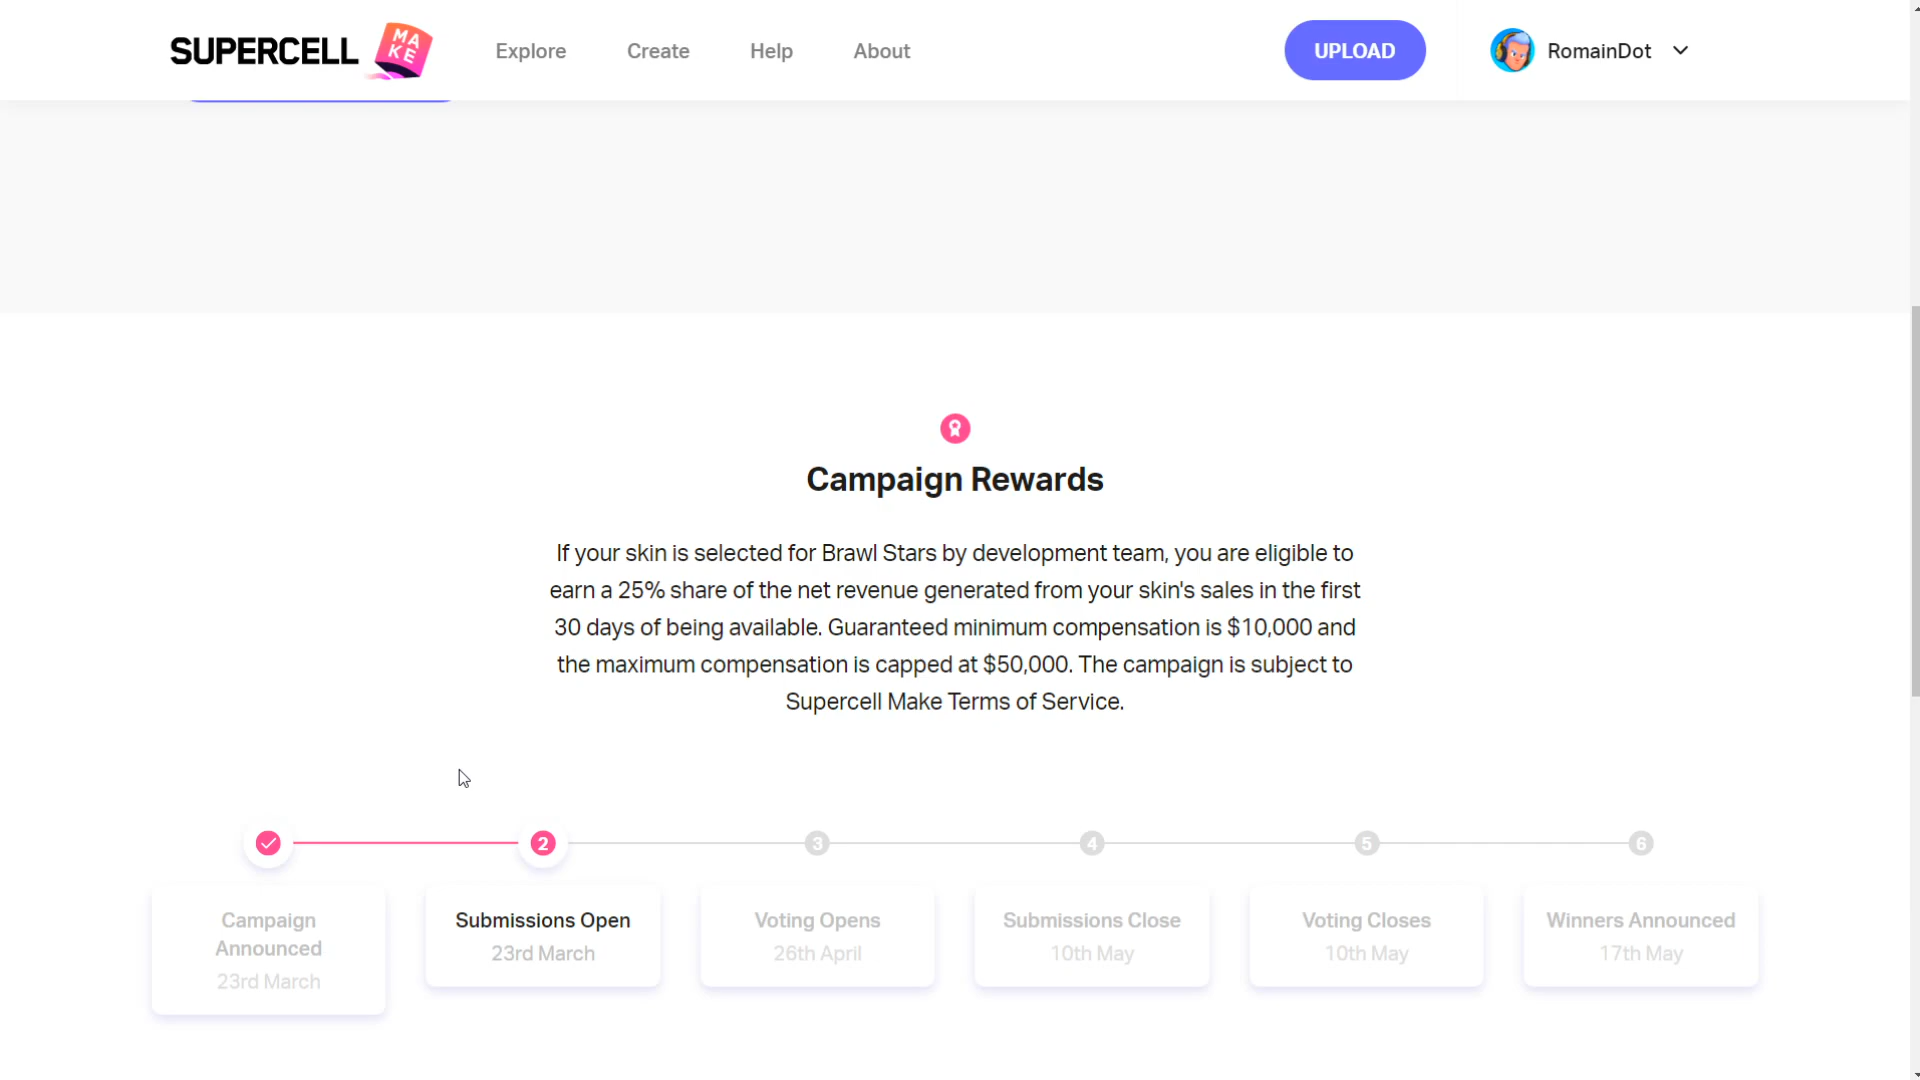 SUPERCELL MAKE Explore Create Help About UPLOAD RomainDot
Campaign Rewards
If your skin is selected for Brawl Stars by development team, you are eligible to
earn a 25% share of the net revenue generated from your skin's sales in the first
30 days of being available. Guaranteed minimum compensation is $10,000 and
the maximum compensation is capped at $50,000. The campaign is subject to
Supercell Make Terms of Service.
2 3 4 5 6
Campaign
Announced
23rd March
Submissions Open
23rd March
Voting Opens
26th April
Submissions Close
10th May
Voting Closes
10th May
Winners Announced
17th May